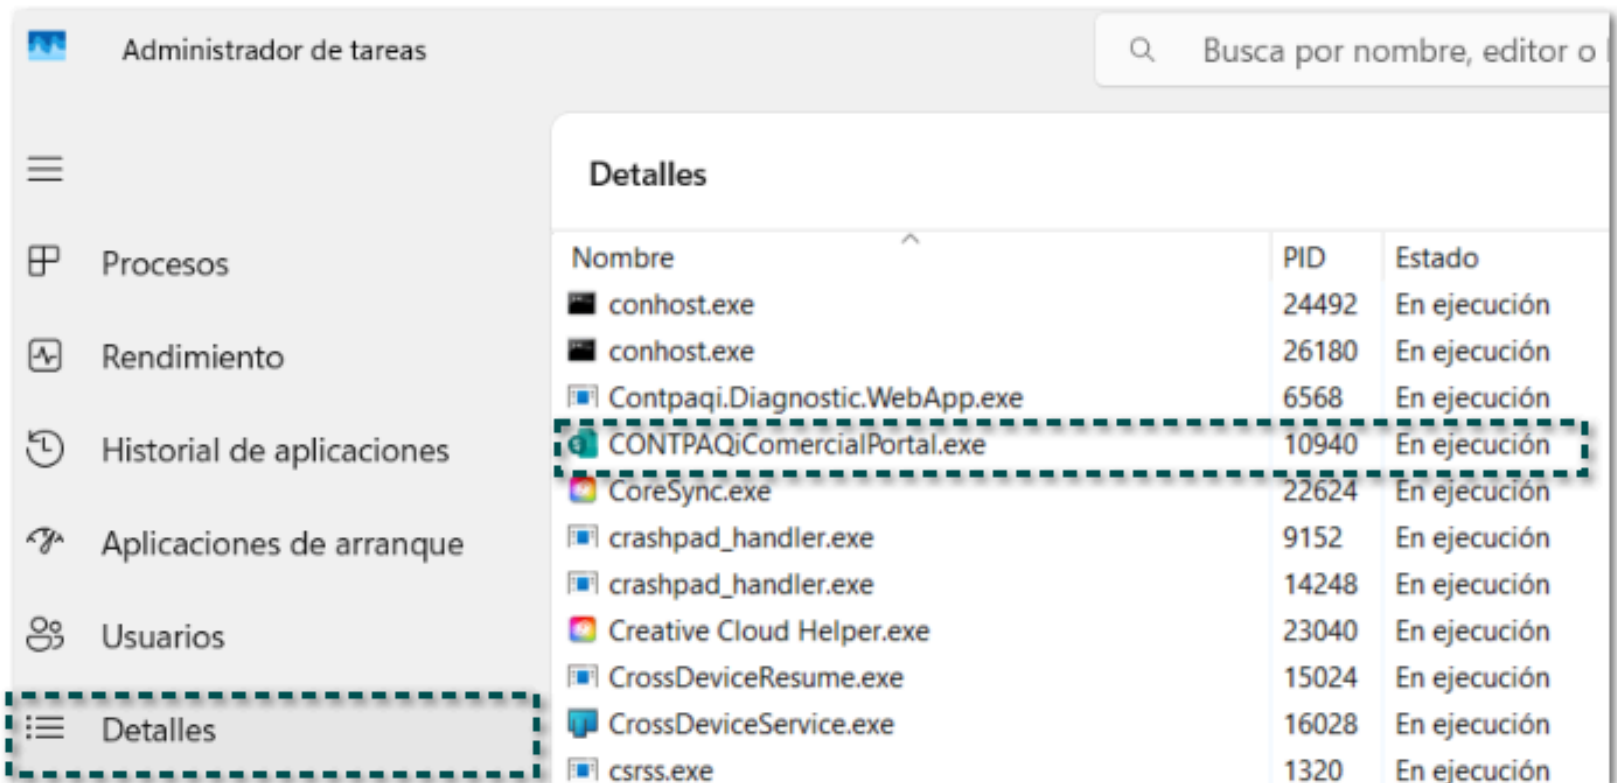 Administrador de tareas
Busca por nombre, editor o
Detalles
Procesos
Rendimiento
Historial de aplicaciones
Aplicaciones de arranque
Usuarios
Detalles
Nombre PID Estado
conhost.exe 24492 En ejecución
conhost.exe 26180 En ejecución
Contpaqi.Diagnostic.WebApp.exe 6568 En ejecución
CONTPAQiComercialPortal.exe 10940 En ejecución
CoreSync.exe 22624 En ejecución
crashpad_handler.exe 9152 En ejecución
crashpad_handler.exe 14248 En ejecución
Creative Cloud Helper.exe 23040 En ejecución
CrossDeviceResume.exe 15024 En ejecución
CrossDeviceService.exe 16028 En ejecución
csrss.exe 1320 En ejecución